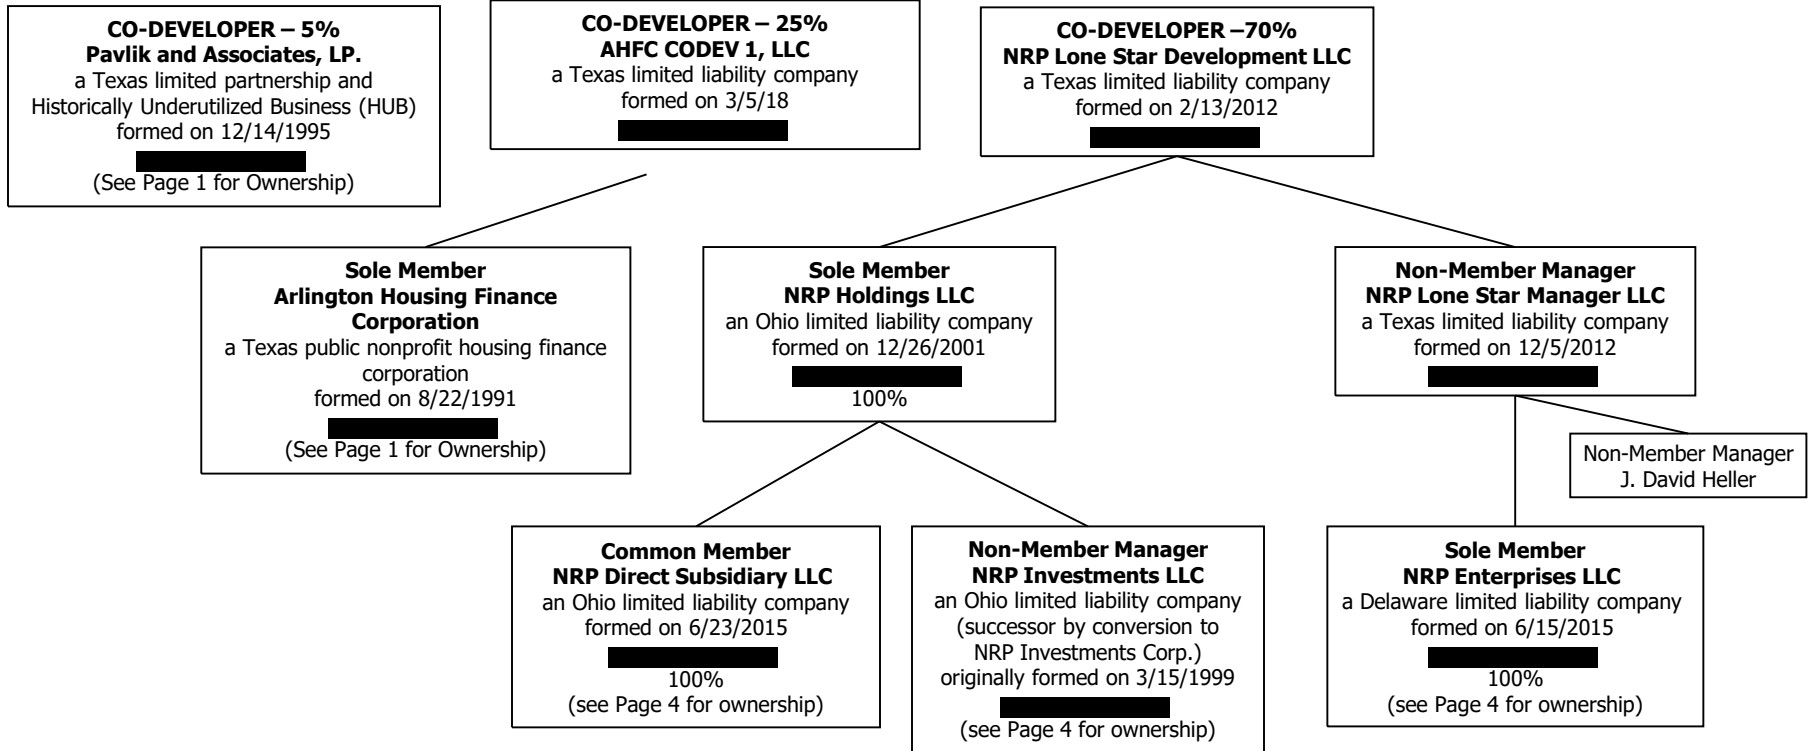 CO-DEVELOPER – 5%
Pavlik and Associates, LP.
a Texas limited partnership and
Historically Underutilized Business (HUB)
formed on 12/14/1995
(See Page 1 for Ownership)
CO-DEVELOPER – 25%
AHFC CODEV 1, LLC
a Texas limited liability company
formed on 3/5/18
CO-DEVELOPER –70%
NRP Lone Star Development LLC
a Texas limited liability company
formed on 2/13/2012
Sole Member
Arlington Housing Finance
Corporation
a Texas public nonprofit housing finance
corporation
formed on 8/22/1991
(See Page 1 for Ownership)
Sole Member
NRP Holdings LLC
an Ohio limited liability company
formed on 12/26/2001
100%
Non-Member Manager
NRP Lone Star Manager LLC
a Texas limited liability company
formed on 12/5/2012
Non-Member Manager
J. David Heller
Common Member
NRP Direct Subsidiary LLC
an Ohio limited liability company
formed on 6/23/2015
100%
(see Page 4 for ownership)
Non-Member Manager
NRP Investments LLC
an Ohio limited liability company
(successor by conversion to
NRP Investments Corp.)
originally formed on 3/15/1999
(see Page 4 for ownership)
Sole Member
NRP Enterprises LLC
a Delaware limited liability company
formed on 6/15/2015
100%
(see Page 4 for ownership)